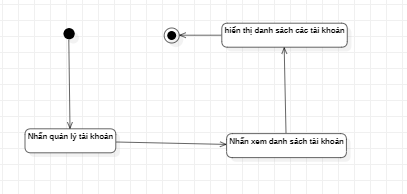 hiển thị danh sách các tài khoản
Nhấn quản lý tài khoản
Nhấn xem danh sách tài khoản